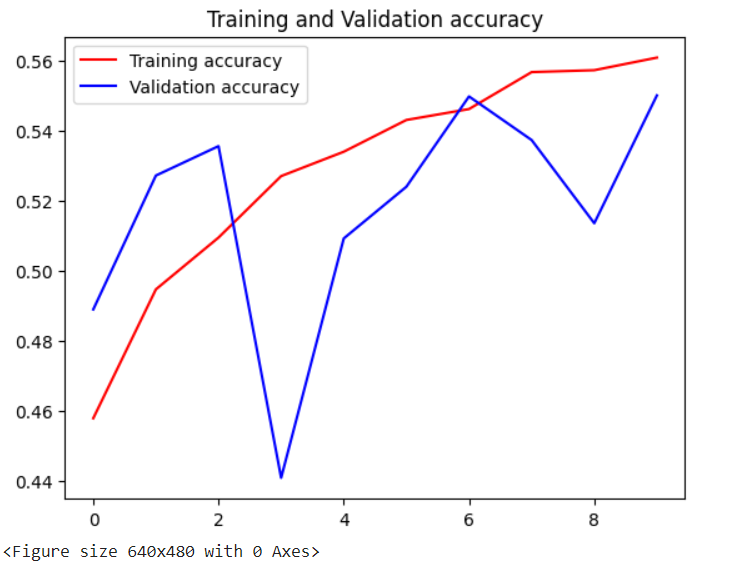 Training and Validation accuracy
Training accuracy
Validation accuracy
0.56
0.54
0.52
0.50
0.48
0.46
0.44
0 2 4 6 8
<Figure size 640x480 with 0 Axes>